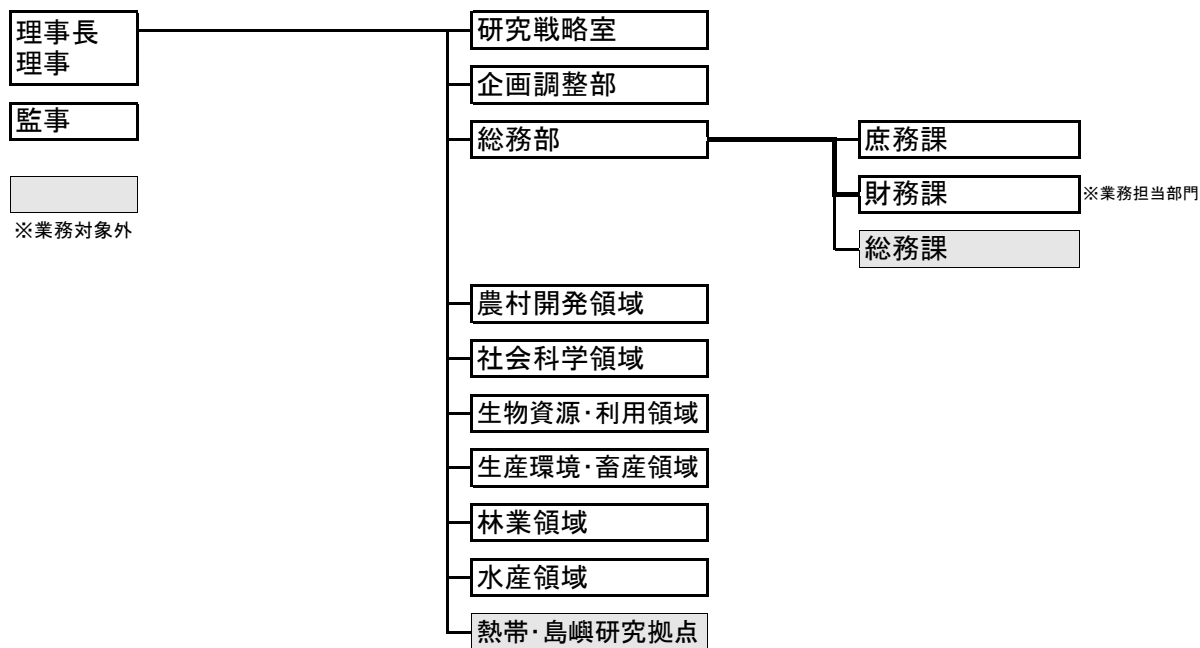 理事長
理事
監事
※業務対象外
研究戦略室
企画調整部
総務部
庶務課
財務課
※業務担当部門
総務課
農村開発領域
社会科学領域
生物資源･利用領域
生産環境･畜産領域
林業領域
水産領域
熱帯･島嶼研究拠点